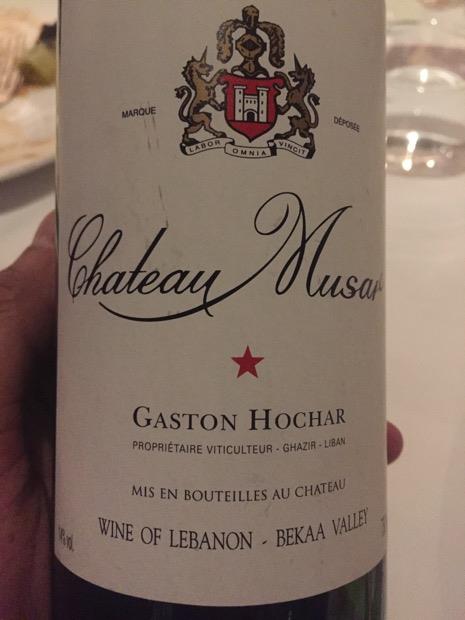 MARQUE
DÉPOSÉE
LABOR OMNIA VINCIT
Chateau Musar
GASTON HOCHAR
PROPRIÉTAIRE VITICULTEUR - GHAZIR - LIBAN
MIS EN BOUTEILLES AU CHATEAU
WINE OF LEBANON - BEKAA VALLEY